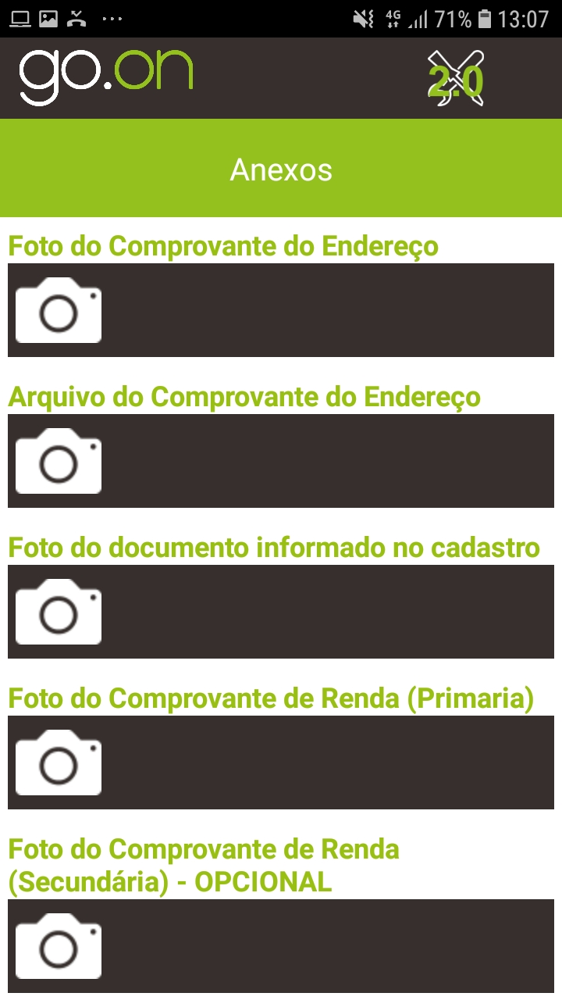 4G 71% 13:07
go.on
2.0
Anexos
Foto do Comprovante do Endereço
Arquivo do Comprovante do Endereço
Foto do documento informado no cadastro
Foto do Comprovante de Renda (Primaria)
Foto do Comprovante de Renda
(Secundária) - OPCIONAL